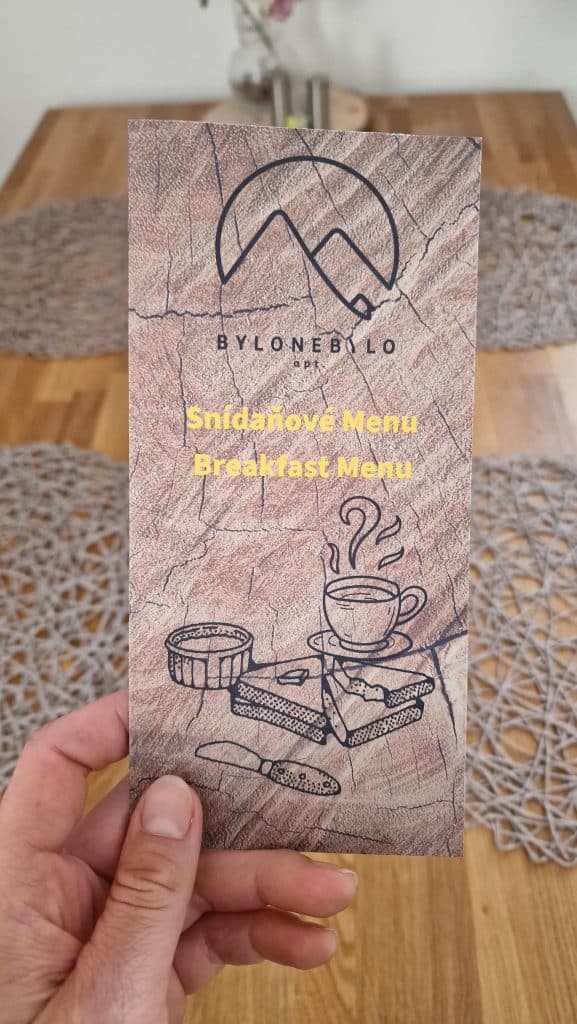 BYLONEBYLO
apt.
Snídaňové Menu
Breakfast Menu